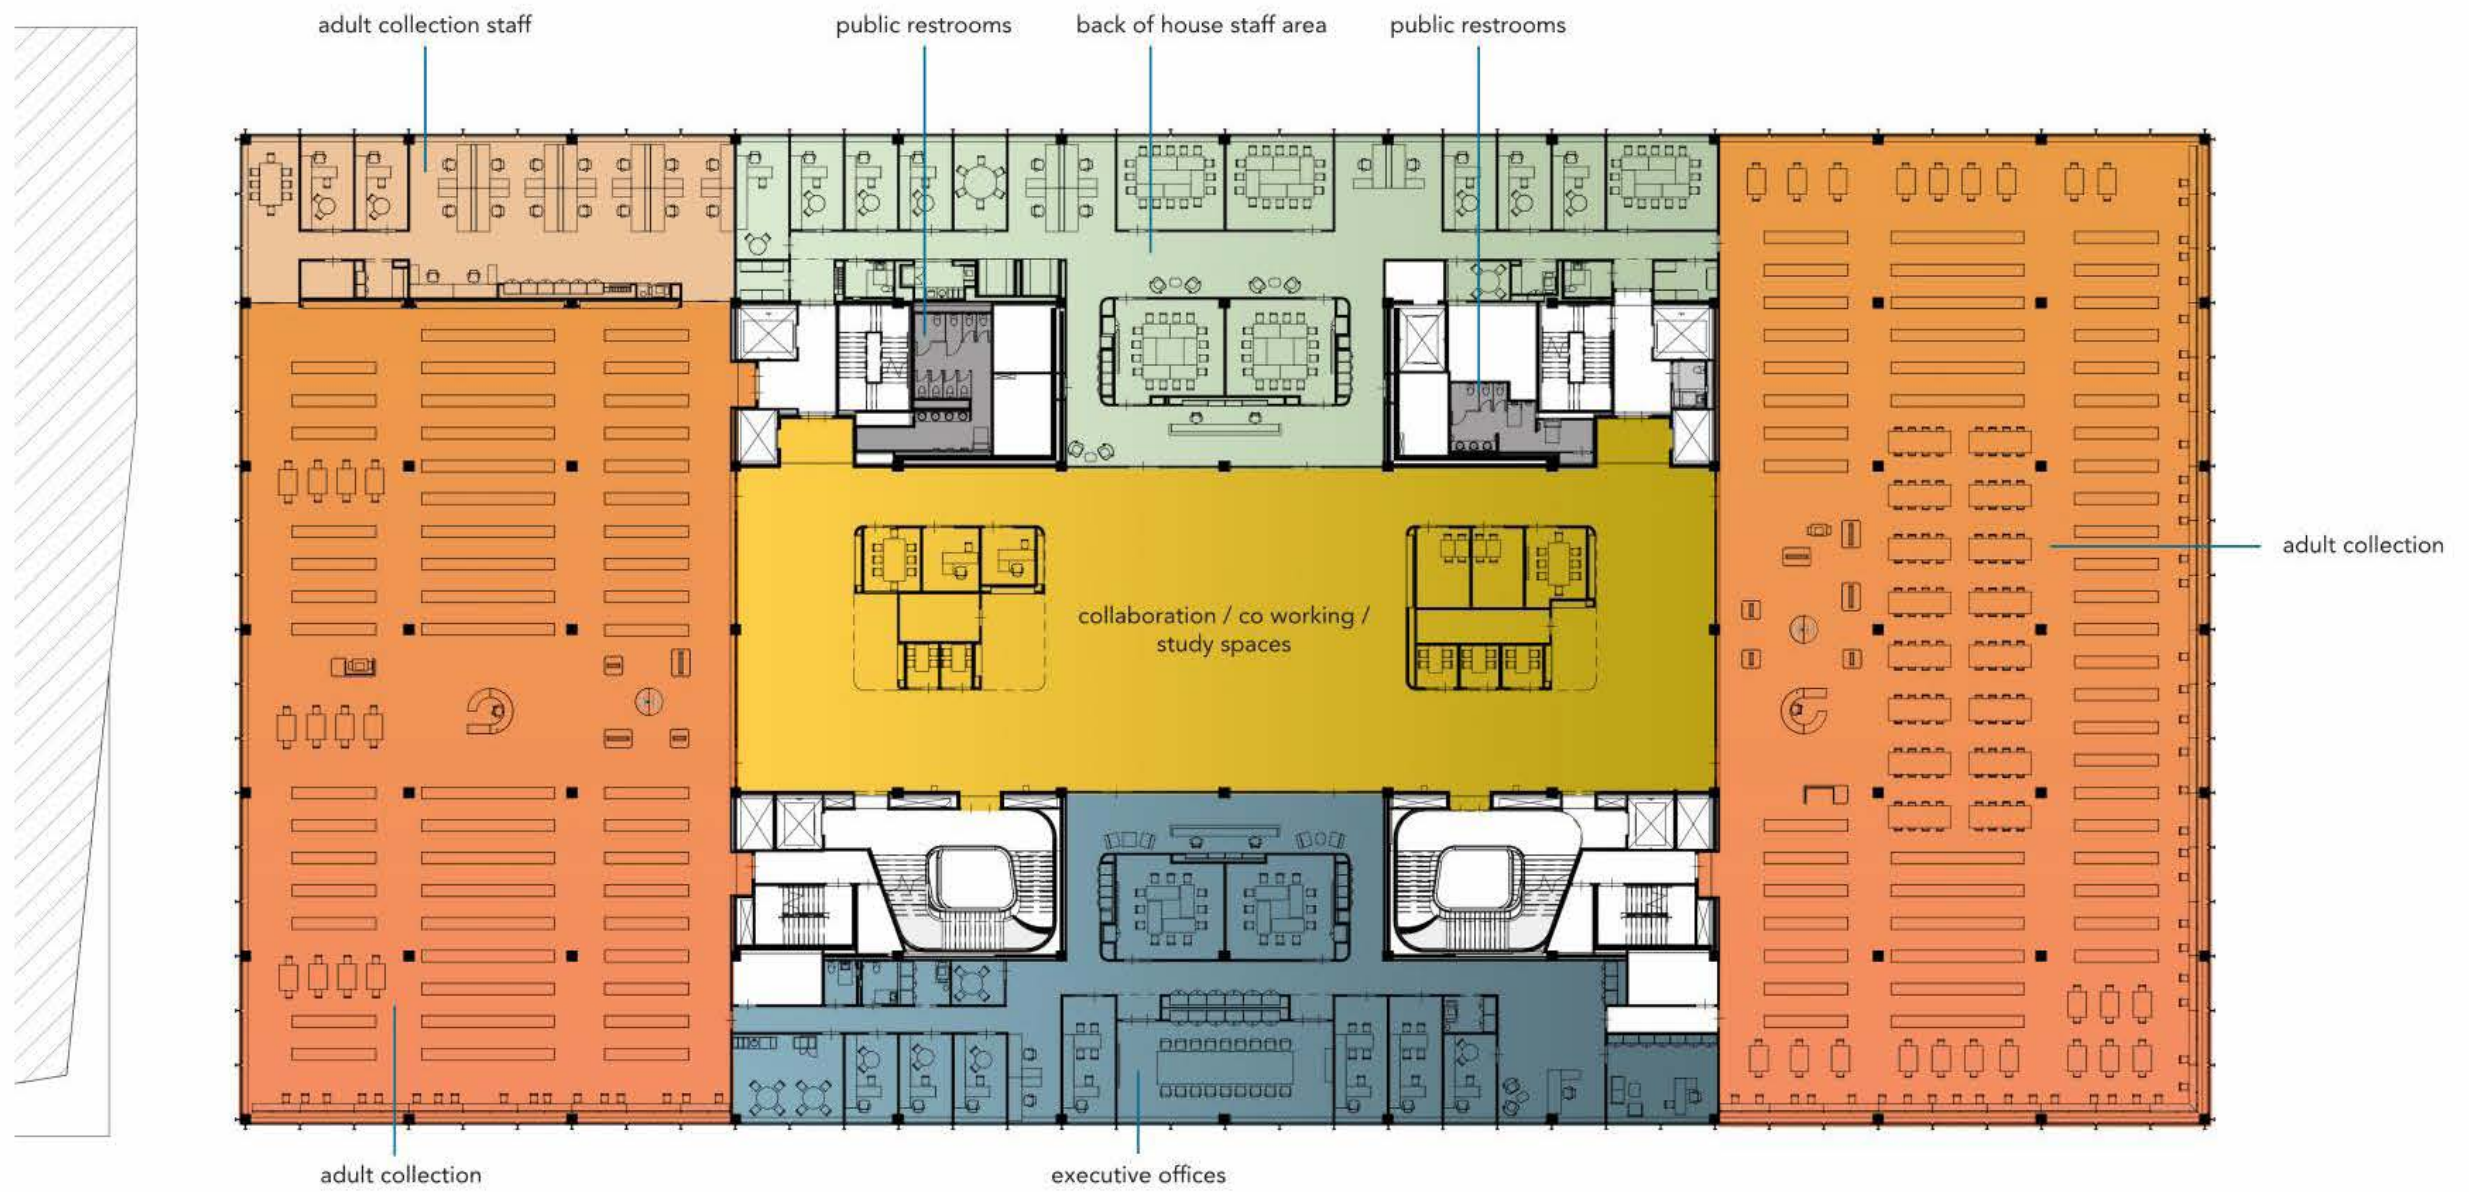 adult collection staff
public restrooms
back of house staff area
public restrooms
adult collection
collaboration / co working /
study spaces
adult collection
executive offices